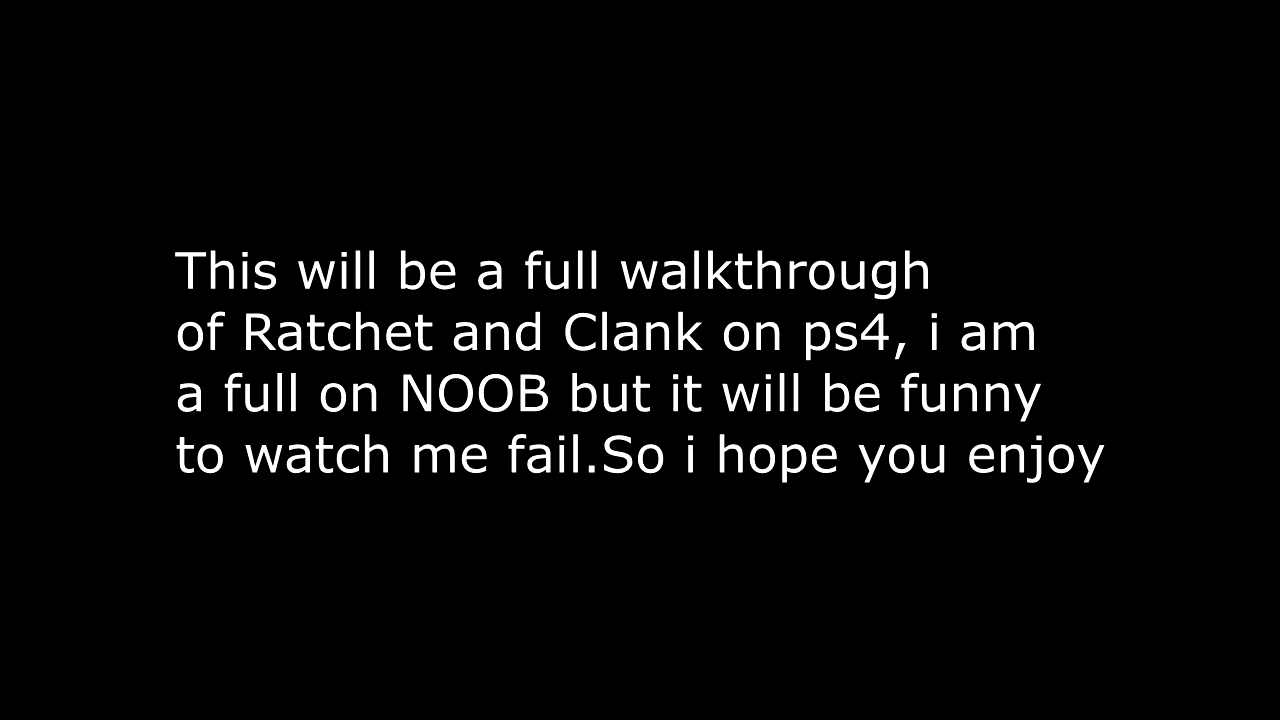 This will be a full walkthrough
of Ratchet and Clank on ps4, i am
a full on NOOB but it will be funny
to watch me fail.So i hope you enjoy